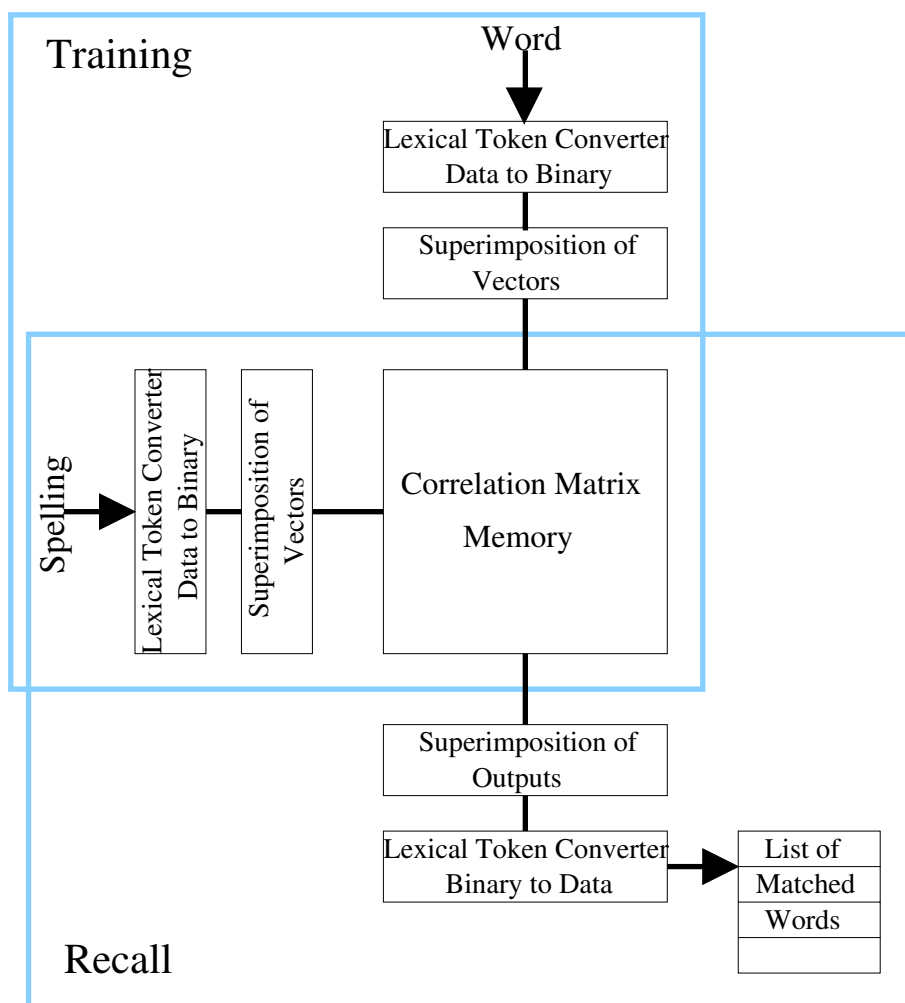 Training
Word
Lexical Token Converter
Data to Binary
Superimposition of
Vectors
Spelling
Lexical Token Converter
Data to Binary
Superimposition of
Vectors
Correlation Matrix
Memory
Superimposition of
Outputs
Lexical Token Converter
Binary to Data
List of
Matched
Words
Recall